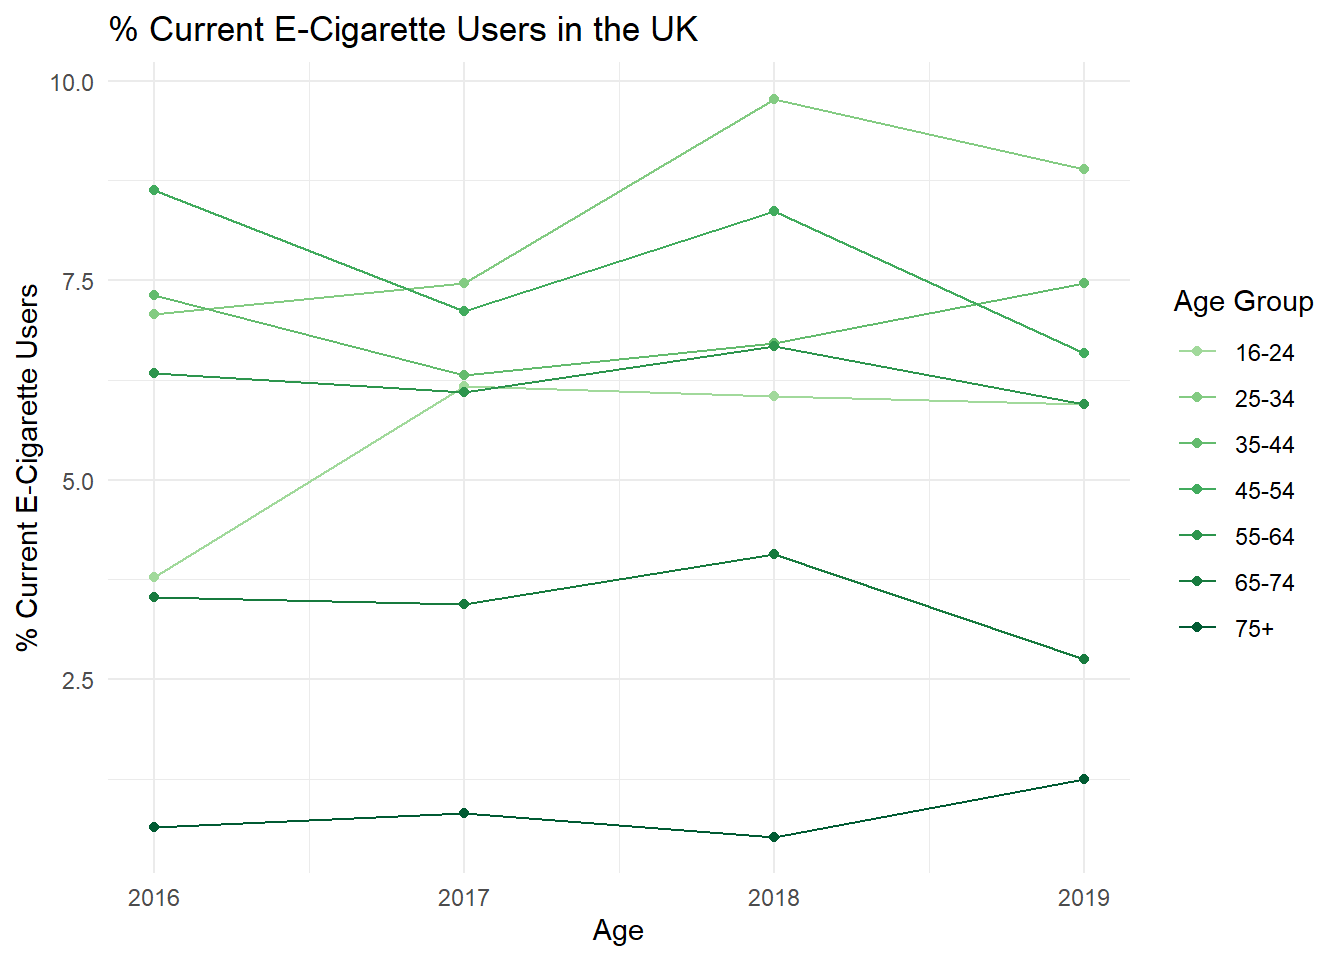 % Current E-Cigarette Users in the UK
% Current E-Cigarette Users
10.0
7.5
5.0
2.5
2016 2017 2018 2019
Age
Age Group
16-24
25-34
35-44
45-54
55-64
65-74
75+